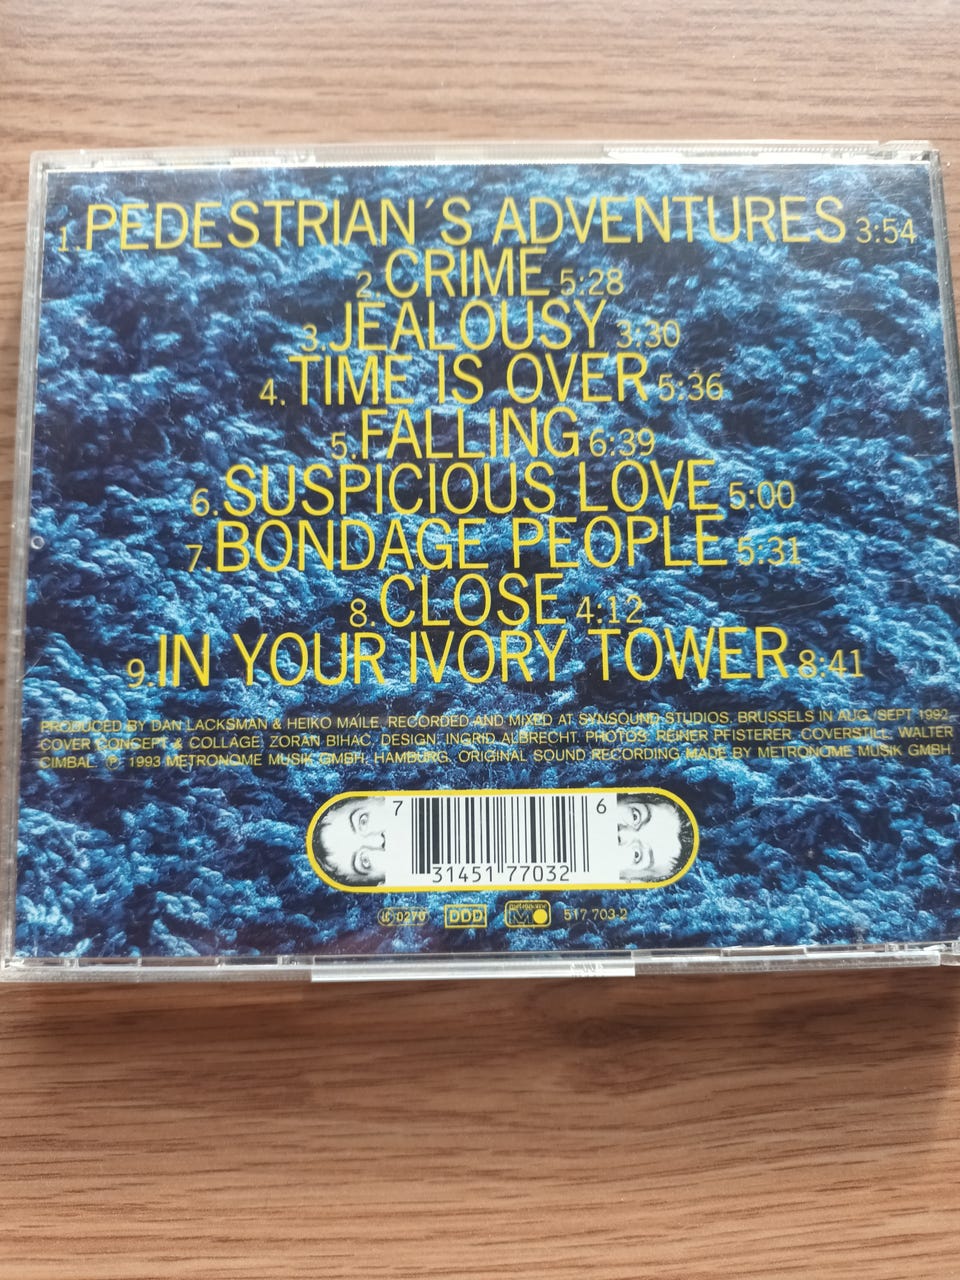 1.PEDESTRIAN´S ADVENTURES 3:54
2.CRIME 5:28
3.JEALOUSY 3:30
4.TIME IS OVER 5:36
5.FALLING 6:39
6.SUSPICIOUS LOVE 5:00
7.BONDAGE PEOPLE 5:31
8.CLOSE 4:12
9.IN YOUR IVORY TOWER 8:41
PRODUCED BY DAN LACKSMAN & HEIKO MAILE. RECORDED AND MIXED AT SYNSOUND STUDIOS, BRUSSELS IN AUG./SEPT 1992.
COVER CONCEPT & COLLAGE: ZORAN BIHAC. DESIGN: INGRID ALBRECHT. PHOTOS: REINER PFISTERER. COVERSTILL: WALTER
CIMBAL. ℗ 1993 METRONOME MUSIK GMBH, HAMBURG. ORIGINAL SOUND RECORDING MADE BY METRONOME MUSIK GMBH.
7 31451 77032 6
LC 0270 DDD metronome M 517 703-2